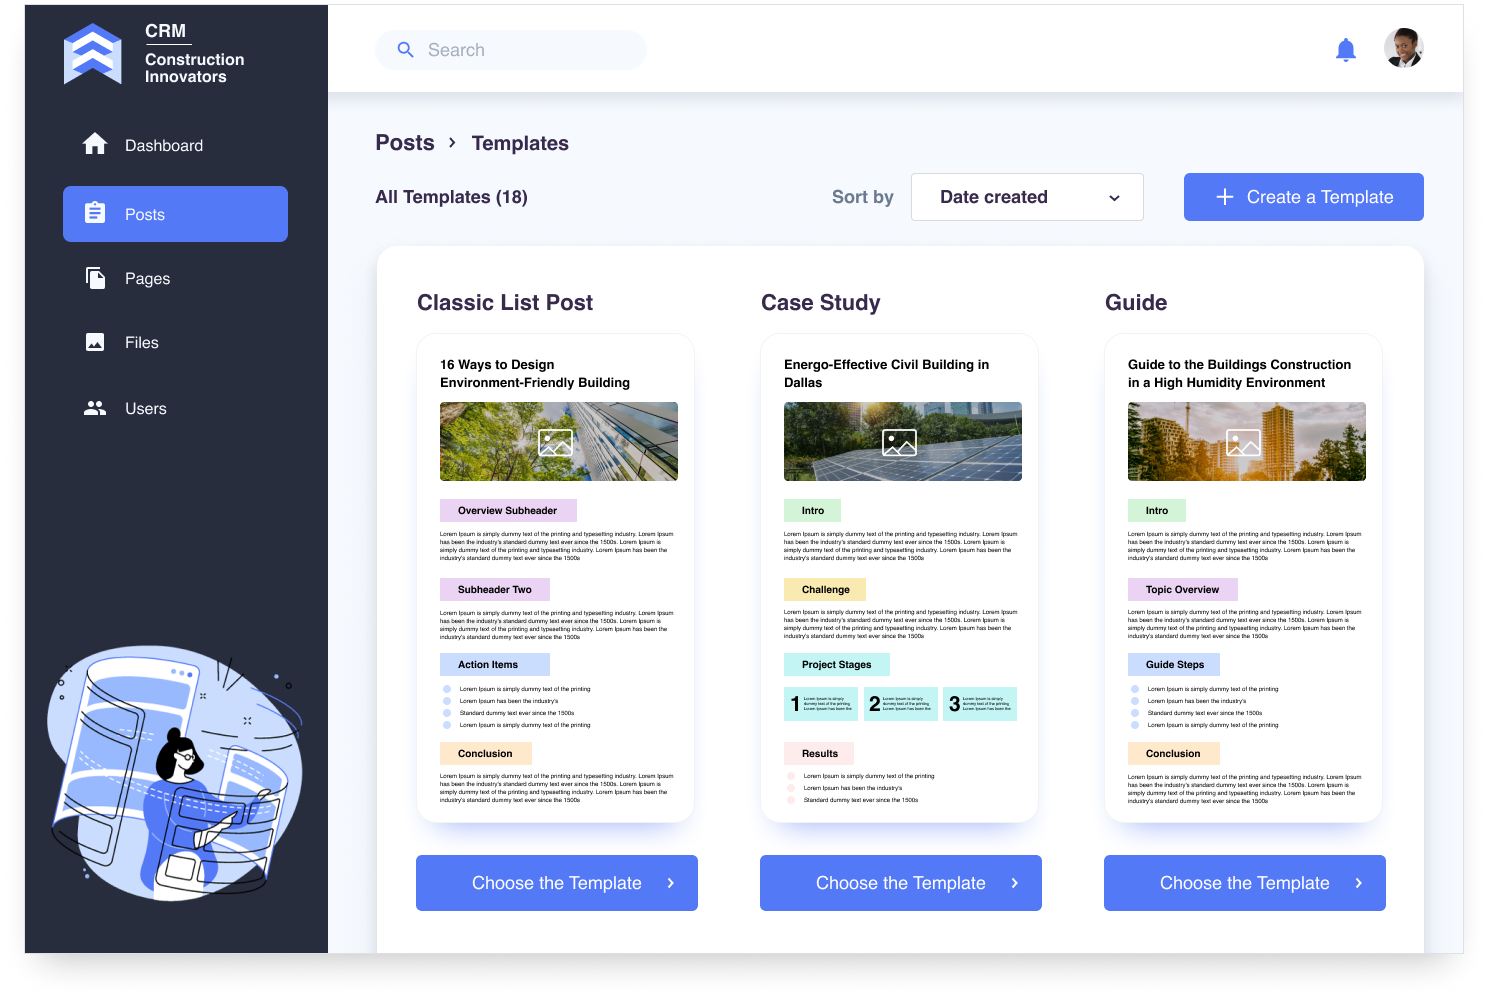 CRM
Construction
Innovators
Search
Dashboard
Posts
Pages
Files
Users
Posts › Templates
All Templates (18)
Sort by
Date created
+ Create a Template
Classic List Post
16 Ways to Design
Environment-Friendly Building
Overview Subheader
Lorem Ipsum is simply dummy text of the printing and typesetting industry. Lorem Ipsum
has been the industry's standard dummy text ever since the 1500s. Lorem Ipsum is
simply dummy text of the printing and typesetting industry. Lorem Ipsum has been the
industry's standard dummy text ever since the 1500s
Subheader Two
Lorem Ipsum is simply dummy text of the printing and typesetting industry. Lorem Ipsum
has been the industry's standard dummy text ever since the 1500s. Lorem Ipsum is
simply dummy text of the printing and typesetting industry. Lorem Ipsum has been the
industry's standard dummy text ever since the 1500s
Action Items
Lorem Ipsum is simply dummy text of the printing
Lorem Ipsum has been the industry's
Standard dummy text ever since the 1500s
Lorem Ipsum is simply dummy text of the printing
Conclusion
Lorem Ipsum is simply dummy text of the printing and typesetting industry. Lorem Ipsum
has been the industry's standard dummy text ever since the 1500s. Lorem Ipsum is
simply dummy text of the printing and typesetting industry. Lorem Ipsum has been the
industry's standard dummy text ever since the 1500s
Choose the Template ›
Case Study
Energo-Effective Civil Building in
Dallas
Intro
Lorem Ipsum is simply dummy text of the printing and typesetting industry. Lorem Ipsum
has been the industry's standard dummy text ever since the 1500s. Lorem Ipsum is
simply dummy text of the printing and typesetting industry. Lorem Ipsum has been the
industry's standard dummy text ever since the 1500s
Challenge
Lorem Ipsum is simply dummy text of the printing and typesetting industry. Lorem Ipsum
has been the industry's standard dummy text ever since the 1500s. Lorem Ipsum is
simply dummy text of the printing and typesetting industry. Lorem Ipsum has been the
industry's standard dummy text ever since the 1500s
Project Stages
1
Lorem Ipsum is simply
dummy text of the printing
Lorem Ipsum has been the
2
Lorem Ipsum is simply
dummy text of the printing
Lorem Ipsum has been the
3
Lorem Ipsum is simply
dummy text of the printing
Lorem Ipsum has been the
Results
Lorem Ipsum is simply dummy text of the printing
Lorem Ipsum has been the industry's
Standard dummy text ever since the 1500s
Choose the Template ›
Guide
Guide to the Buildings Construction
in a High Humidity Environment
Intro
Lorem Ipsum is simply dummy text of the printing and typesetting industry. Lorem Ipsum
has been the industry's standard dummy text ever since the 1500s. Lorem Ipsum is
simply dummy text of the printing and typesetting industry. Lorem Ipsum has been the
industry's standard dummy text ever since the 1500s
Topic Overview
Lorem Ipsum is simply dummy text of the printing and typesetting industry. Lorem Ipsum
has been the industry's standard dummy text ever since the 1500s. Lorem Ipsum is
simply dummy text of the printing and typesetting industry. Lorem Ipsum has been the
industry's standard dummy text ever since the 1500s
Guide Steps
Lorem Ipsum is simply dummy text of the printing
Lorem Ipsum has been the industry's
Standard dummy text ever since the 1500s
Lorem Ipsum is simply dummy text of the printing
Conclusion
Lorem Ipsum is simply dummy text of the printing and typesetting industry. Lorem Ipsum
has been the industry's standard dummy text ever since the 1500s. Lorem Ipsum is
simply dummy text of the printing and typesetting industry. Lorem Ipsum has been the
industry's standard dummy text ever since the 1500s
Choose the Template ›